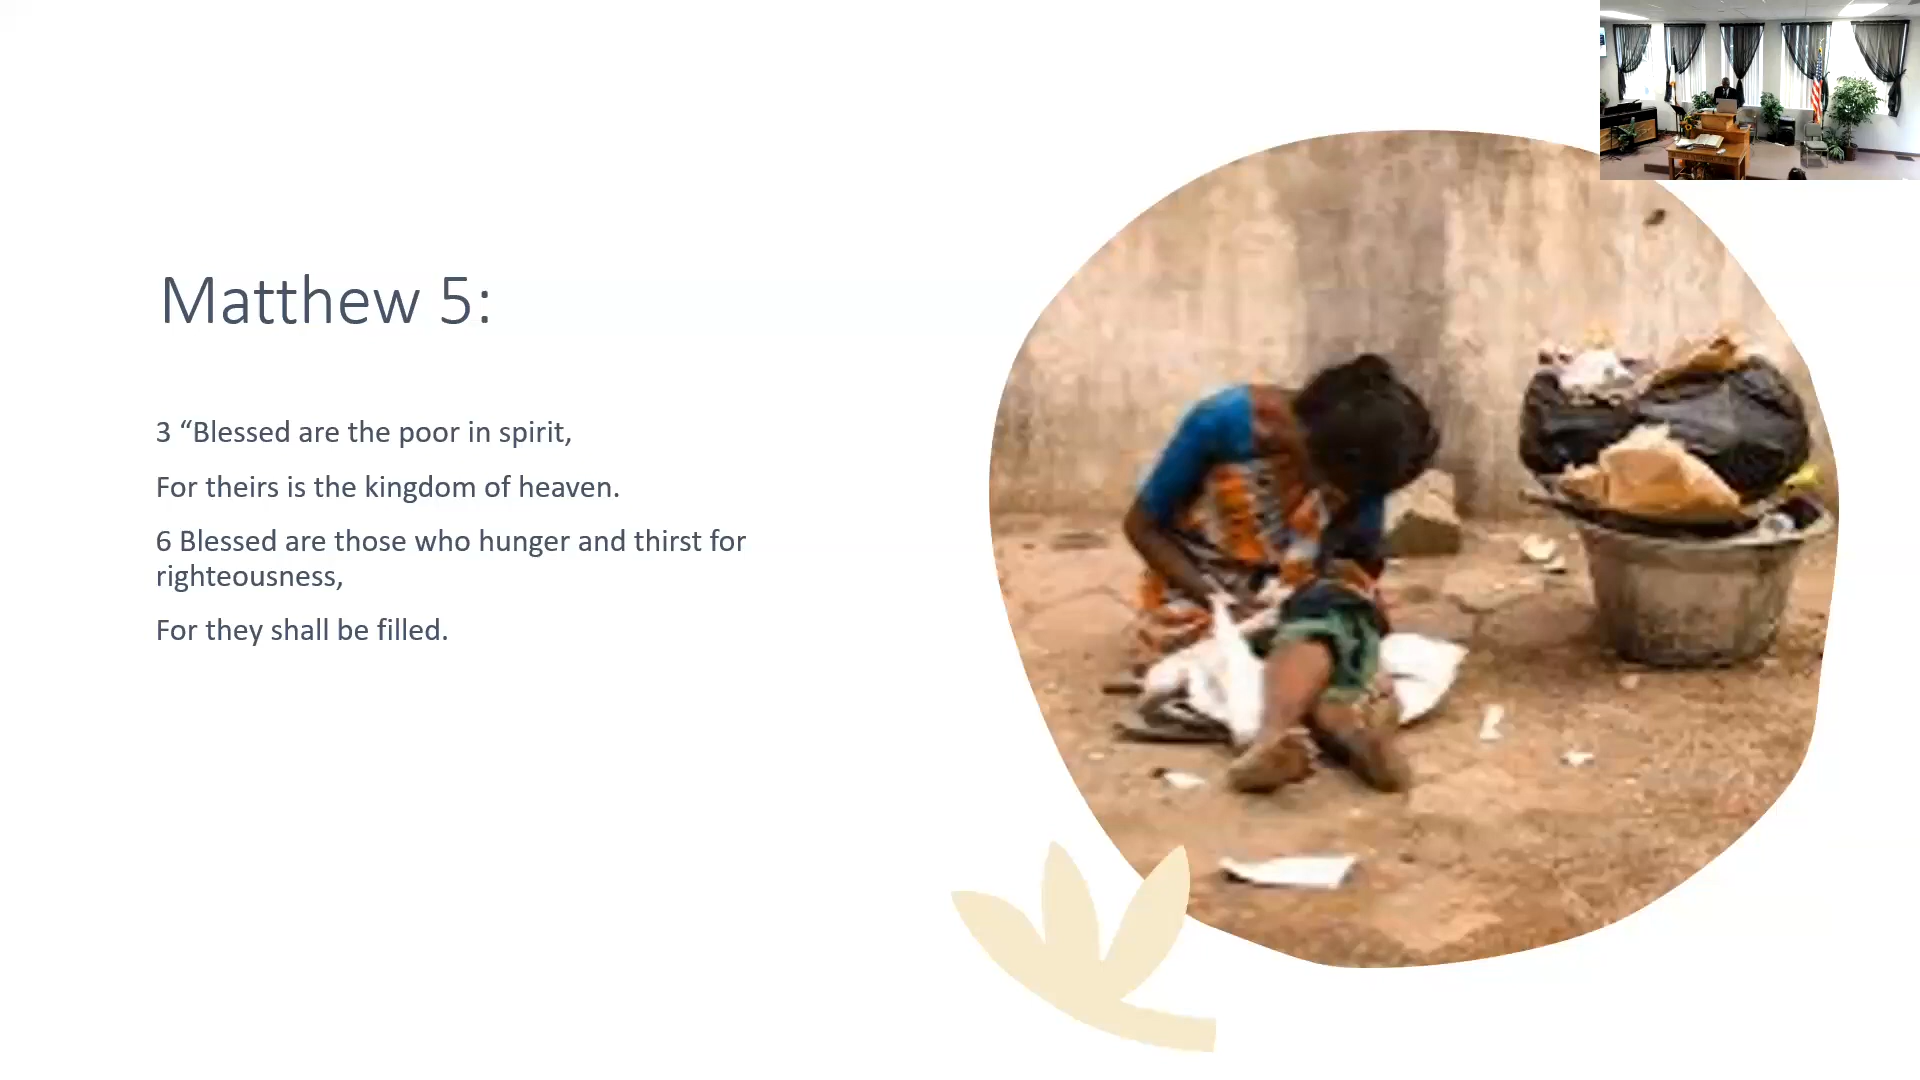 Matthew 5:
3 “Blessed are the poor in spirit,
For theirs is the kingdom of heaven.
6 Blessed are those who hunger and thirst for
righteousness,
For they shall be filled.